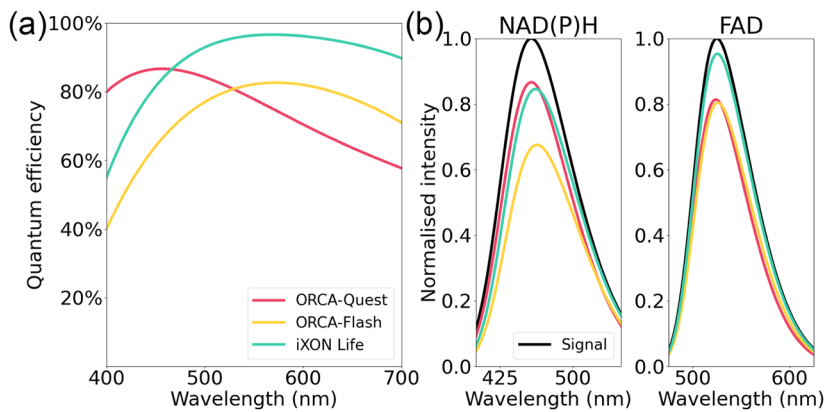 (a)
100%
80%
60%
40%
20%
Quantum efficiency
400 500 600 700
Wavelength (nm)
ORCA-Quest
ORCA-Flash
iXON Life
(b)
NAD(P)H
1.0
0.8
0.6
0.4
0.2
0.0
Normalised intensity
425 500
Wavelength (nm)
Signal
FAD
1.0
0.8
0.6
0.4
0.2
0.0
500 600
Wavelength (nm)